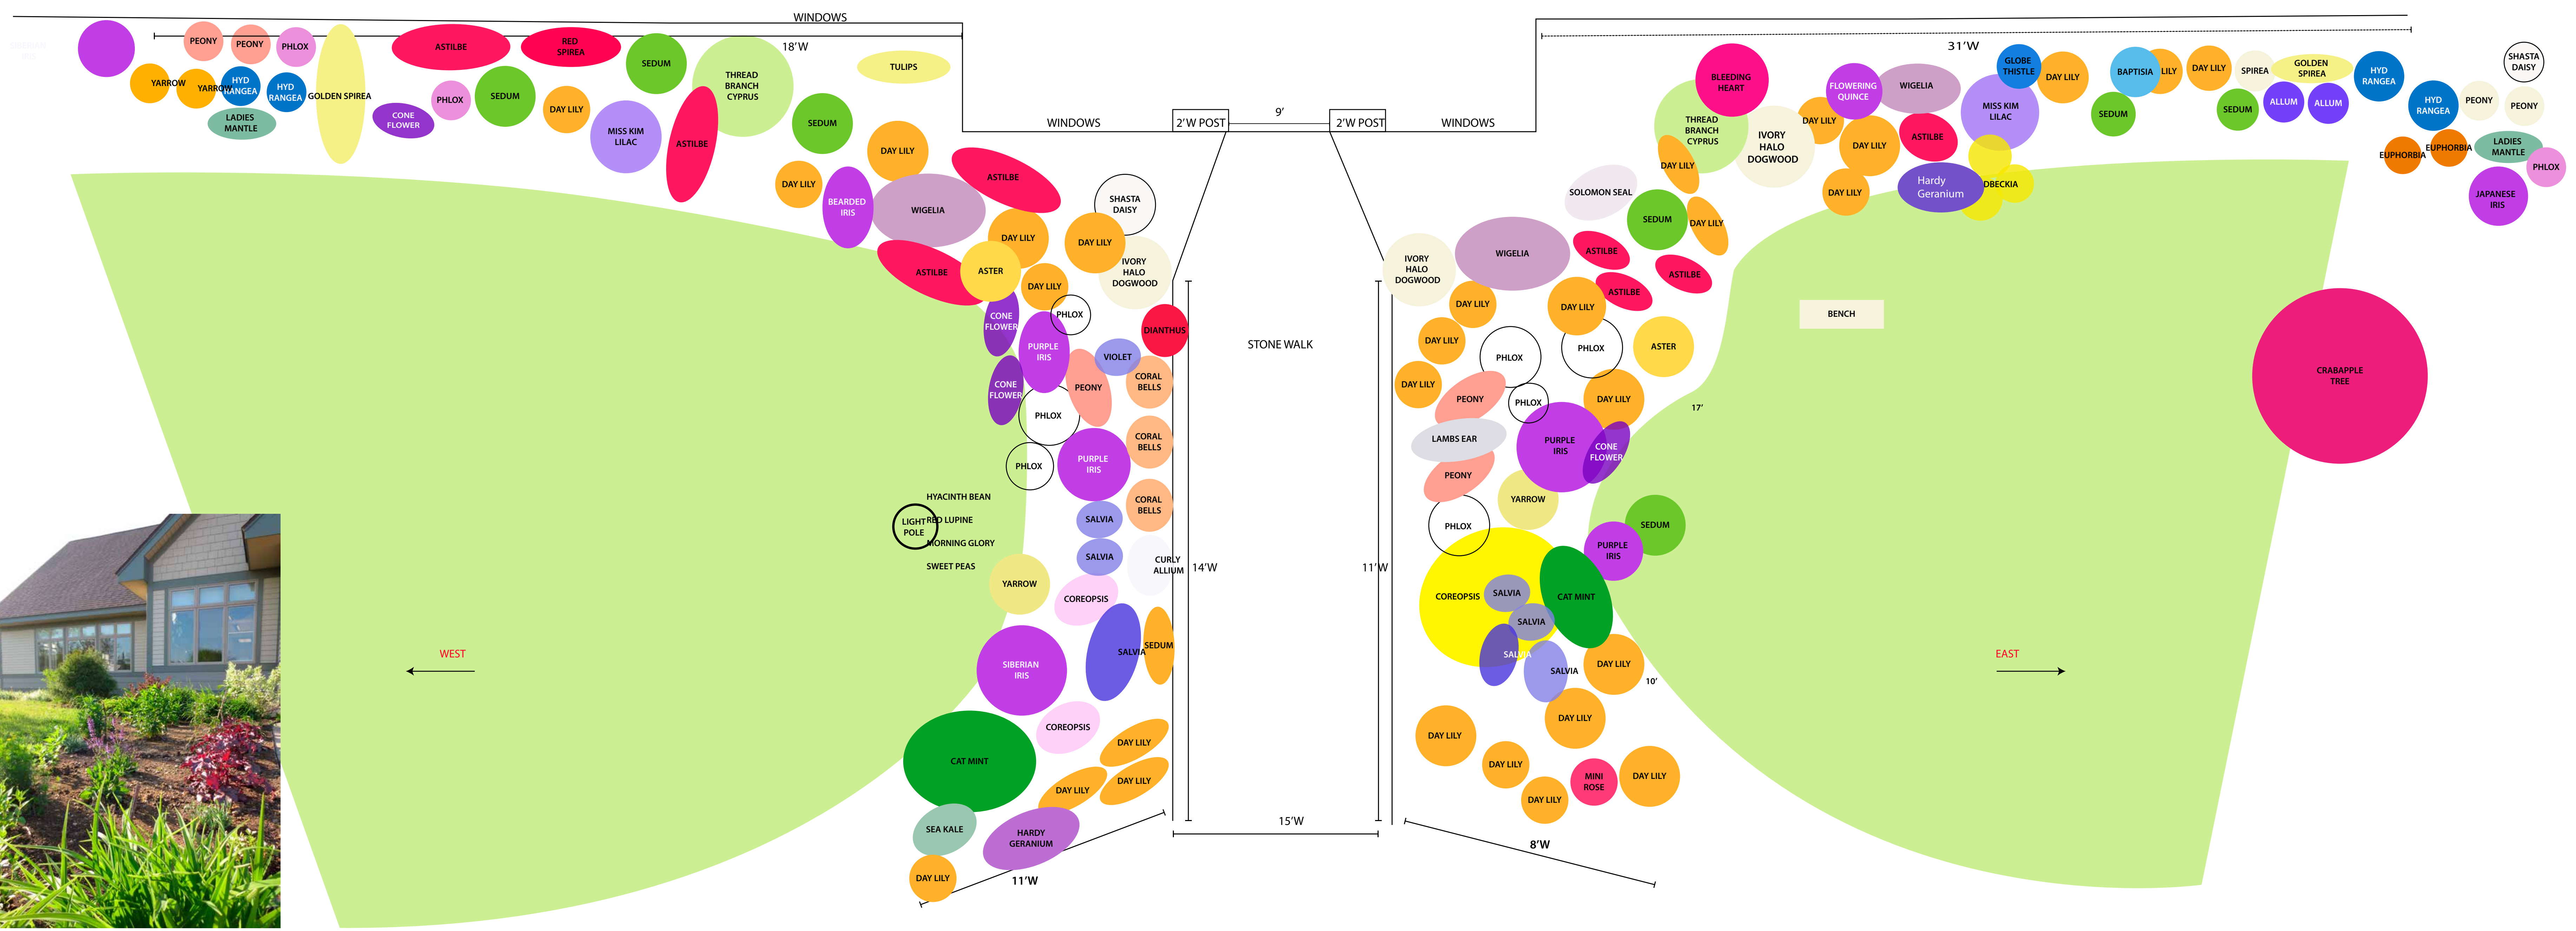 WINDOWS
18'W
PEONY
PEONY
PHLOX
YARROW
YARROW
HYD
RANGEA
HYD
RANGEA
LADIES
MANTLE
GOLDEN SPIREA
ASTILBE
RED
SPIREA
SEDUM
CONE
FLOWER
PHLOX
SEDUM
DAY LILY
MISS KIM
LILAC
ASTILBE
THREAD
BRANCH
CYPRUS
TULIPS
SEDUM
DAY LILY
DAY LILY
BEARDED
IRIS
WIGELIA
ASTILBE
ASTILBE
ASTER
DAY LILY
DAY LILY
DAY LILY
SHASTA
DAISY
IVORY
HALO
DOGWOOD
WINDOWS
2'W POST
9'
2'W POST
WINDOWS
CONE
FLOWER
PHLOX
PURPLE
IRIS
DIANTHUS
VIOLET
CORAL
BELLS
CONE
FLOWER
PEONY
PHLOX
CORAL
BELLS
PHLOX
PURPLE
IRIS
CORAL
BELLS
SALVIA
SALVIA
CURLY
ALLIUM
HYACINTH BEAN
LIGHT
POLE
RED LUPINE
MORNING GLORY
SWEET PEAS
YARROW
COREOPSIS
SALVIA
SEDUM
SIBERIAN
IRIS
COREOPSIS
CAT MINT
DAY LILY
DAY LILY
DAY LILY
SEA KALE
HARDY
GERANIUM
DAY LILY
11'W
WEST
STONE WALK
14'W
11'W
15'W
31'W
BLEEDING
HEART
THREAD
BRANCH
CYPRUS
IVORY
HALO
DOGWOOD
DAY LILY
FLOWERING
QUINCE
DAY LILY
WIGELIA
DAY LILY
ASTILBE
DAY LILY
Hardy
Geranium
DBECKIA
GLOBE
THISTLE
MISS KIM
LILAC
DAY LILY
BAPTISIA
LILY
SEDUM
DAY LILY
SPIREA
GOLDEN
SPIREA
SEDUM
ALLUM
ALLUM
HYD
RANGEA
HYD
RANGEA
PEONY
PEONY
SHASTA
DAISY
EUPHORBIA
EUPHORBIA
LADIES
MANTLE
PHLOX
JAPANESE
IRIS
SOLOMON SEAL
SEDUM
DAY LILY
IVORY
HALO
DOGWOOD
WIGELIA
ASTILBE
ASTILBE
ASTILBE
DAY LILY
DAY LILY
DAY LILY
DAY LILY
PHLOX
PHLOX
ASTER
BENCH
PEONY
PHLOX
DAY LILY
17'
LAMBS EAR
PURPLE
IRIS
CONE
FLOWER
PEONY
YARROW
PHLOX
SEDUM
PURPLE
IRIS
COREOPSIS
SALVIA
CAT MINT
SALVIA
SALVIA
SALVIA
DAY LILY
10'
DAY LILY
DAY LILY
DAY LILY
DAY LILY
MINI
ROSE
DAY LILY
8'W
EAST
CRABAPPLE
TREE